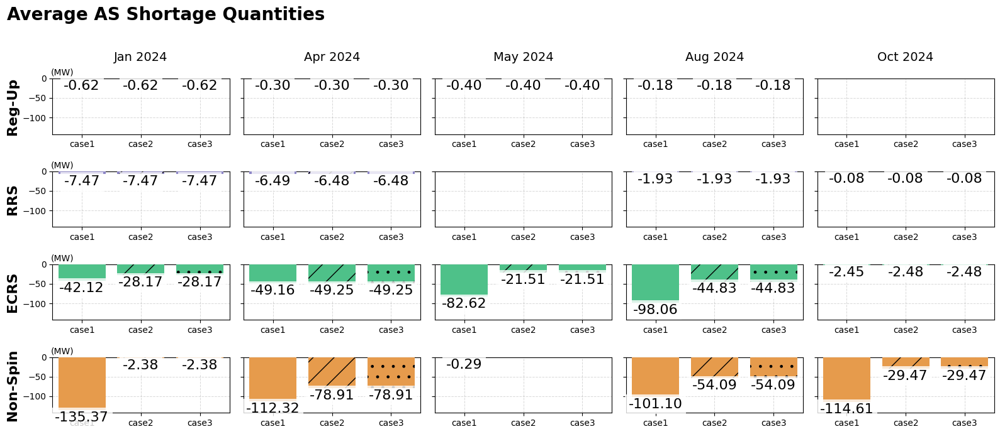 Average AS Shortage Quantities
Jan 2024 Apr 2024 May 2024 Aug 2024 Oct 2024
Reg-Up
(MW)
0 -0.62 -0.62 -0.62 -0.30 -0.30 -0.30 -0.40 -0.40 -0.40 -0.18 -0.18 -0.18
−50
−100
case1 case2 case3 case1 case2 case3 case1 case2 case3 case1 case2 case3 case1 case2 case3
RRS
(MW)
0
-7.47 -7.47 -7.47 -6.49 -6.48 -6.48 -1.93 -1.93 -1.93 -0.08 -0.08 -0.08
−50
−100
case1 case2 case3 case1 case2 case3 case1 case2 case3 case1 case2 case3 case1 case2 case3
ECRS
(MW)
0
-42.12 -28.17 -28.17 -49.16 -49.25 -49.25 -82.62 -21.51 -21.51 -98.06 -44.83 -44.83 -2.45 -2.48 -2.48
−50
−100
case1 case2 case3 case1 case2 case3 case1 case2 case3 case1 case2 case3 case1 case2 case3
Non-Spin
(MW)
0
-135.37 -2.38 -2.38 -112.32 -78.91 -78.91 -0.29 -101.10 -54.09 -54.09 -114.61 -29.47 -29.47
−50
−100
case1 case2 case3 case1 case2 case3 case1 case2 case3 case1 case2 case3 case1 case2 case3